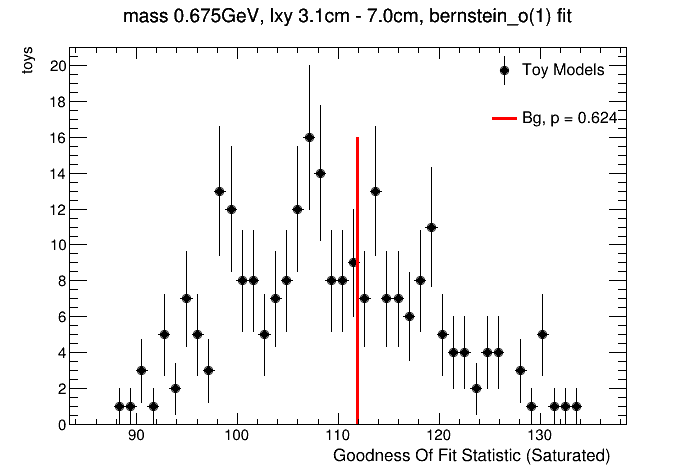 mass 0.675GeV, lxy 3.1cm - 7.0cm, bernstein_o(1) fit
toys
Toy Models
Bg, p = 0.624
20
18
16
14
12
10
8
6
4
2
0
90 100 110 120 130
Goodness Of Fit Statistic (Saturated)